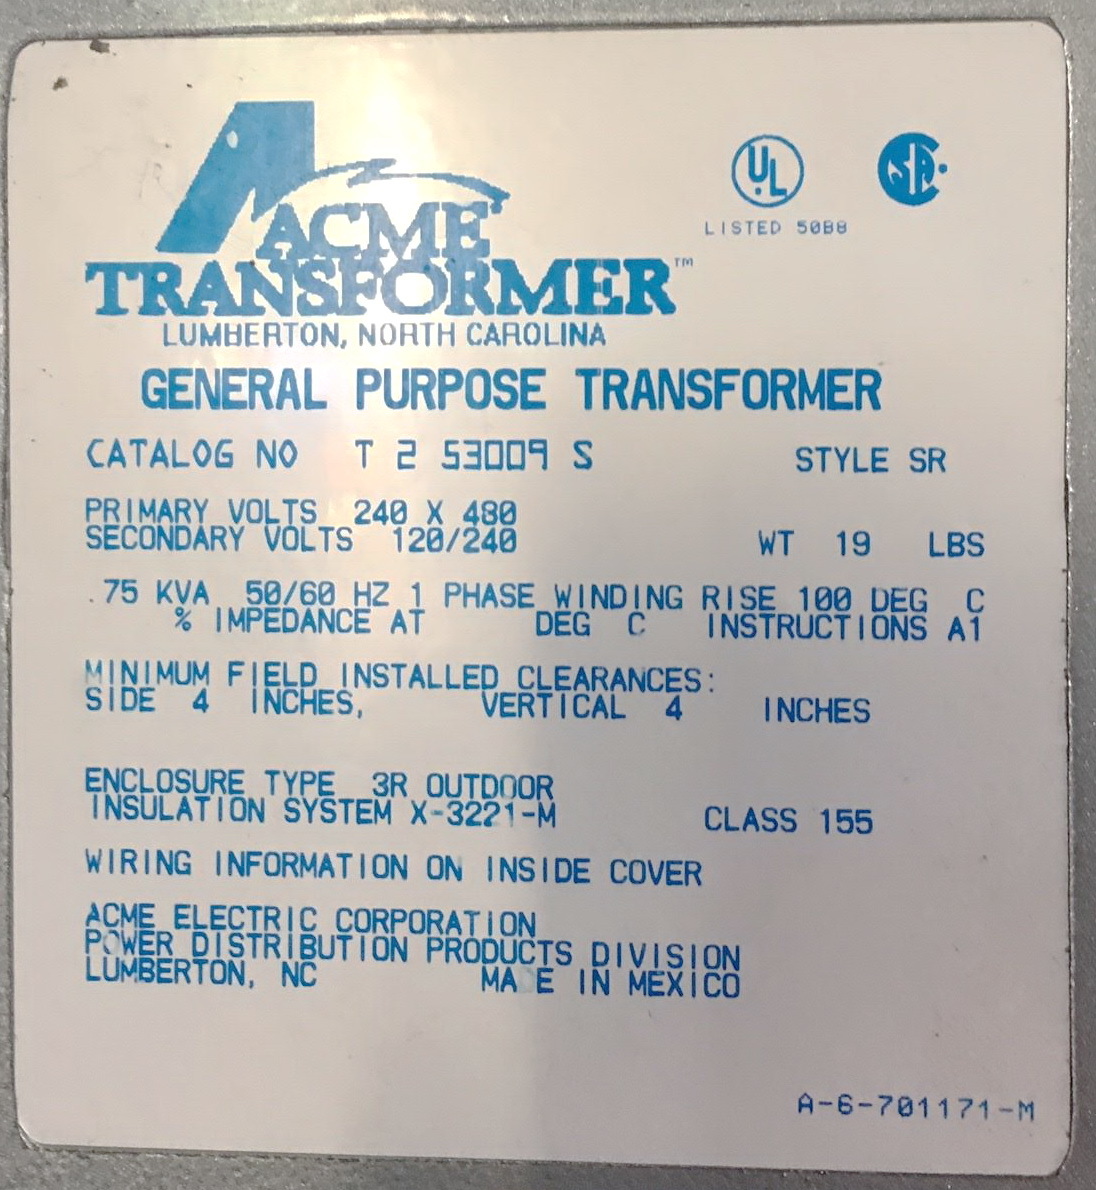 ACME
TRANSFORMER™
LUMBERTON, NORTH CAROLINA
UL
LISTED 50B8
SA
GENERAL PURPOSE TRANSFORMER
CATALOG NO T 2 53009 S STYLE SR
PRIMARY VOLTS 240 X 480
SECONDARY VOLTS 120/240 WT 19 LBS
.75 KVA 50/60 HZ 1 PHASE WINDING RISE 100 DEG C
% IMPEDANCE AT DEG C INSTRUCTIONS A1
MINIMUM FIELD INSTALLED CLEARANCES:
SIDE 4 INCHES, VERTICAL 4 INCHES
ENCLOSURE TYPE 3R OUTDOOR
INSULATION SYSTEM X-3221-M CLASS 155
WIRING INFORMATION ON INSIDE COVER
ACME ELECTRIC CORPORATION
POWER DISTRIBUTION PRODUCTS DIVISION
LUMBERTON, NC MADE IN MEXICO
A-6-701171-M